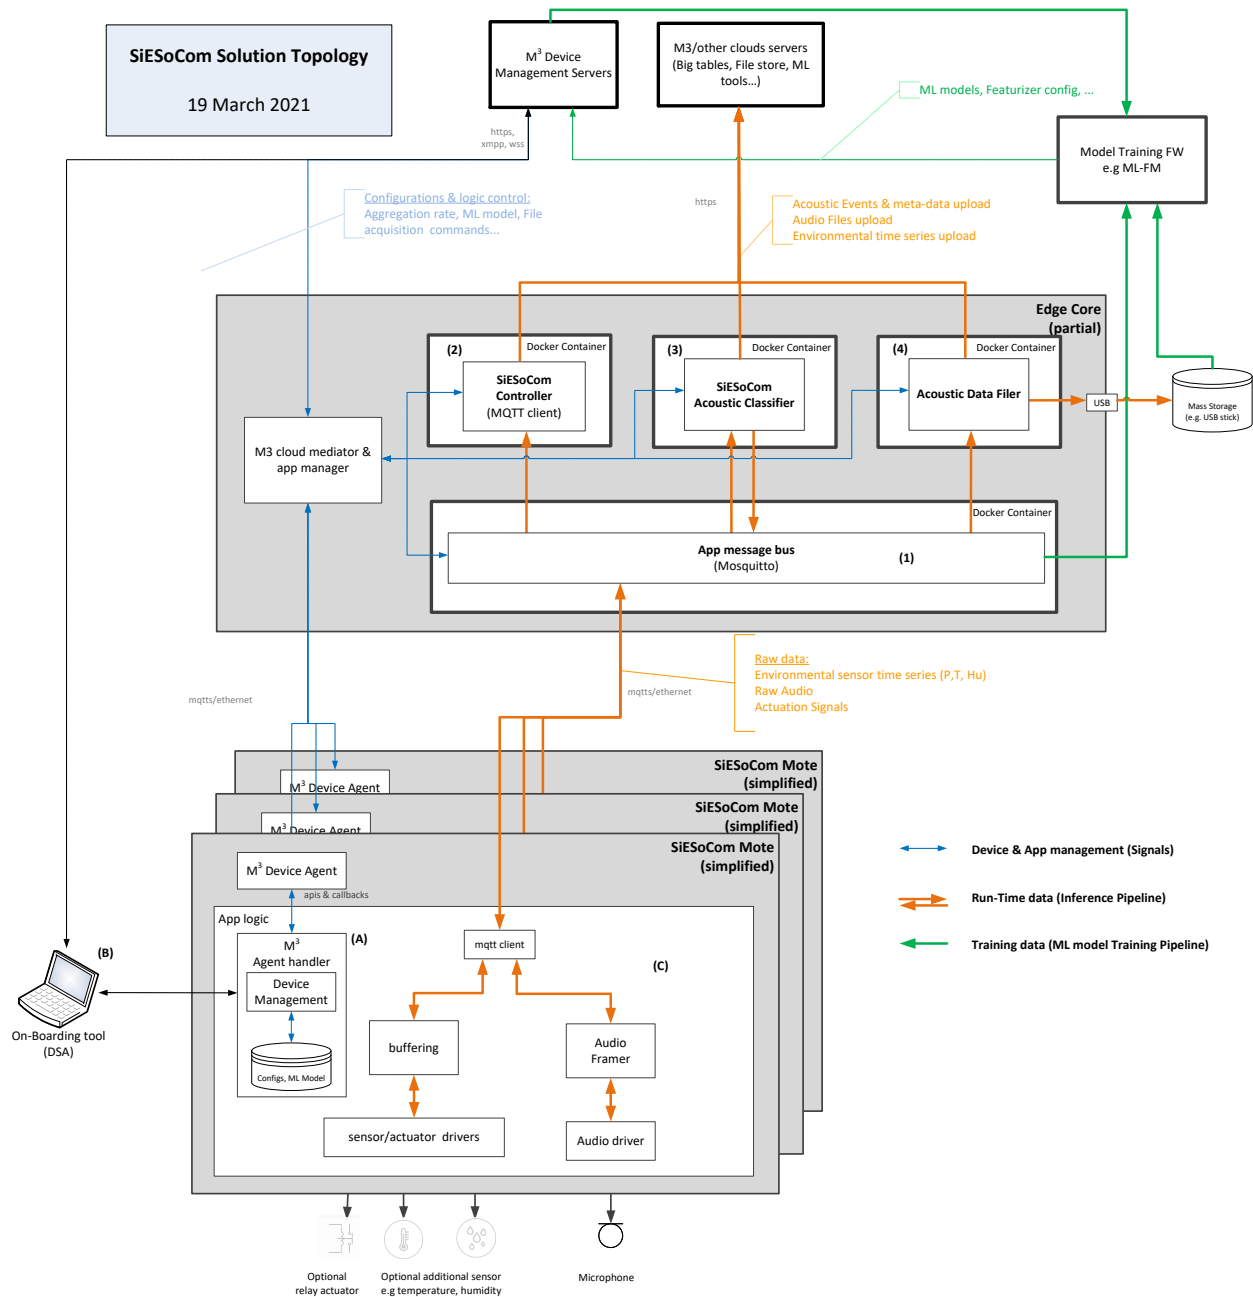 SiESoCom Solution Topology
19 March 2021
M3 Device
Management Servers
M3/other clouds servers
(Big tables, File store, ML
tools...)
ML models, Featurizer config, ...
https,
xmpp, wss
Model Training FW
e.g ML-FM
Configurations & logic control:
Aggregation rate, ML model, File
acquisition commands...
https
Acoustic Events & meta-data upload
Audio Files upload
Environmental time series upload
Edge Core
(partial)
(2)
Docker Container
SiESoCom
Controller
(MQTT client)
(3)
Docker Container
SiESoCom
Acoustic Classifier
(4)
Docker Container
Acoustic Data Filer
USB
Mass Storage
(e.g. USB stick)
M3 cloud mediator &
app manager
Docker Container
App message bus
(Mosquitto)
(1)
Raw data:
Environmental sensor time series (P,T, Hu)
Raw Audio
Actuation Signals
mqtts/ethernet
mqtts/ethernet
SiESoCom Mote
(simplified)
M3 Device Agent
SiESoCom Mote
(simplified)
M3 Device Agent
SiESoCom Mote
(simplified)
M3 Device Agent
apis & callbacks
App logic
(A)
M3
Agent handler
Device
Management
Configs, ML Model
mqtt client
(C)
buffering
Audio
Framer
sensor/actuator drivers
Audio driver
(B)
On-Boarding tool
(DSA)
Device & App management (Signals)
Run-Time data (Inference Pipeline)
Training data (ML model Training Pipeline)
Optional
relay actuator
Optional additional sensor
e.g temperature, humidity
Microphone